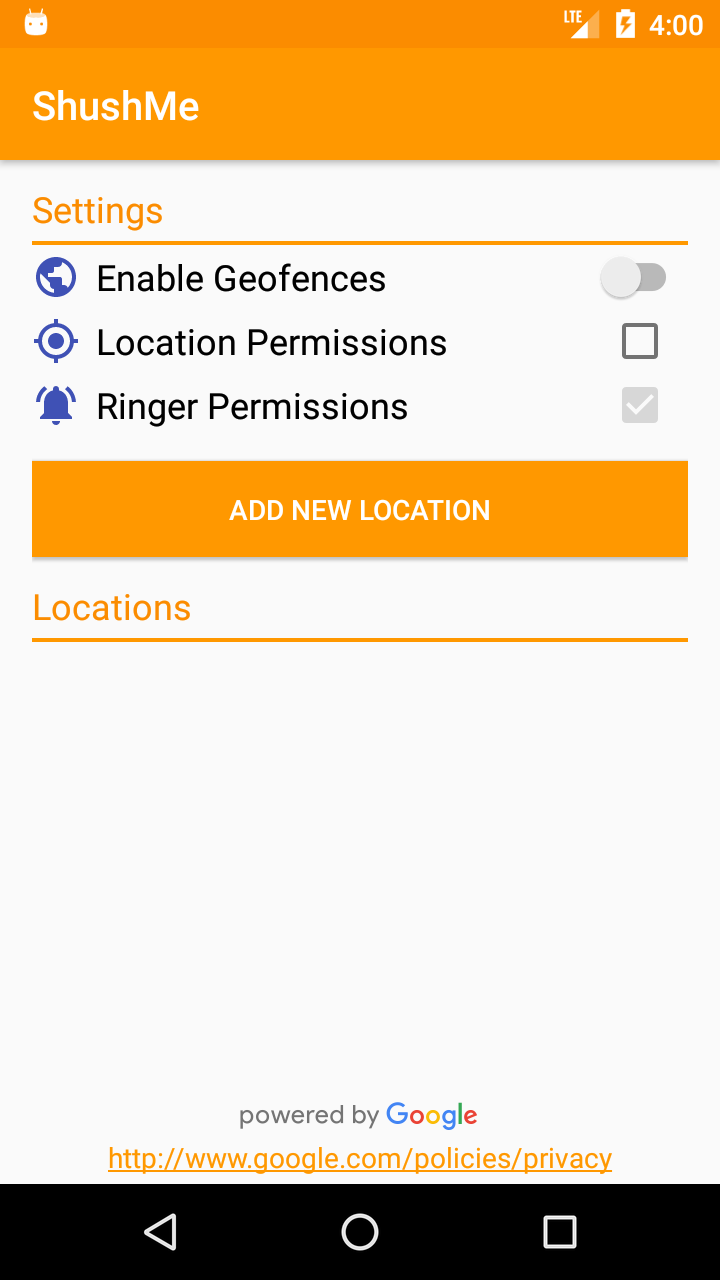 LTE 4:00
ShushMe
Settings
Enable Geofences
Location Permissions
Ringer Permissions
ADD NEW LOCATION
Locations
powered by Google
http://www.google.com/policies/privacy